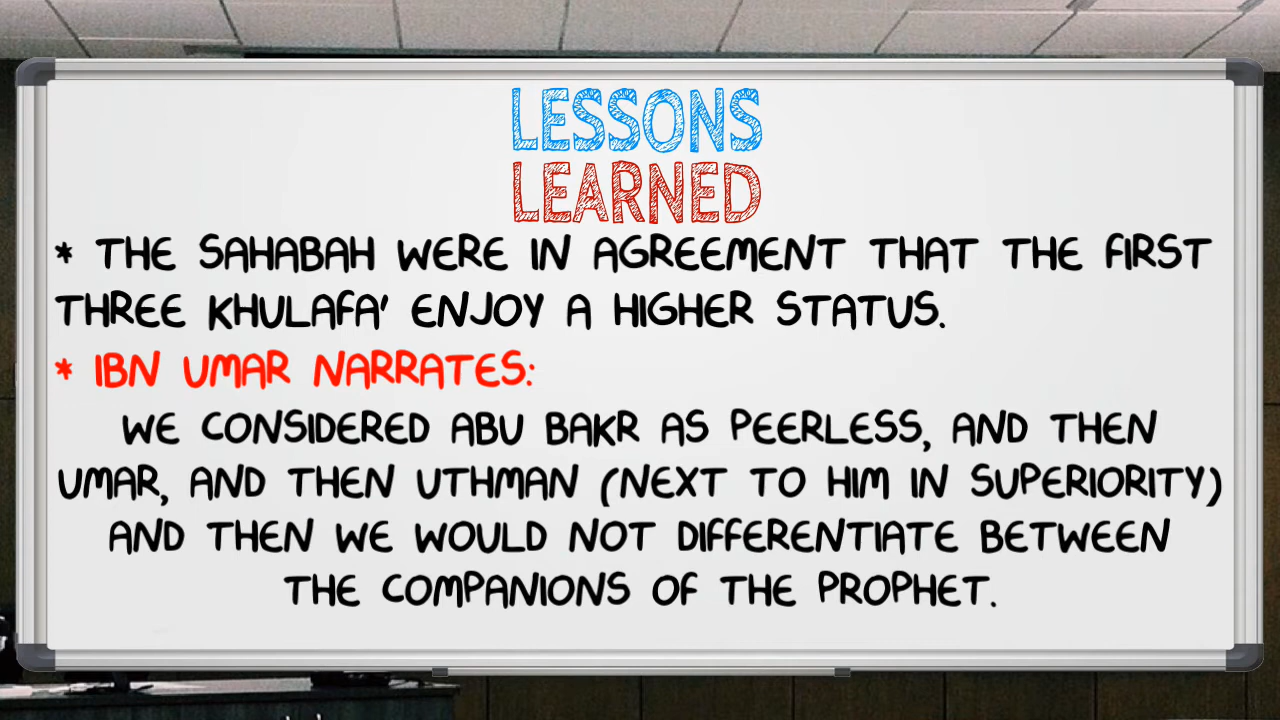 LESSONS
LEARNED
* THE SAHABAH WERE IN AGREEMENT THAT THE FIRST
THREE KHULAFA' ENJOY A HIGHER STATUS.
* IBN UMAR NARRATES:
WE CONSIDERED ABU BAKR AS PEERLESS, AND THEN
UMAR, AND THEN UTHMAN (NEXT TO HIM IN SUPERIORITY)
AND THEN WE WOULD NOT DIFFERENTIATE BETWEEN
THE COMPANIONS OF THE PROPHET.